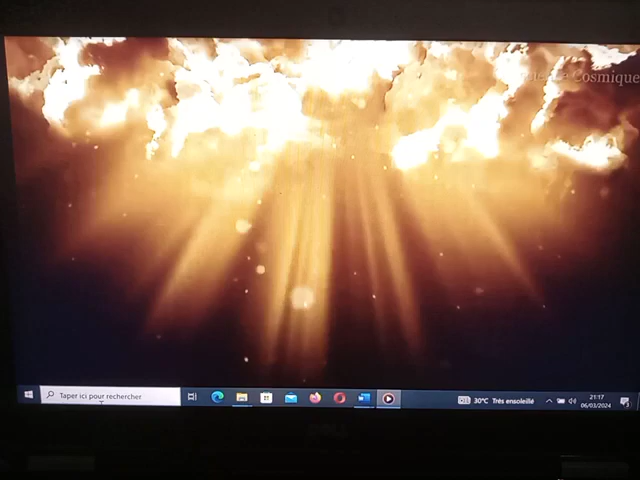 Cosmique
Taper ici pour rechercher
30°C Très ensoleillé
21:17
06/03/2024